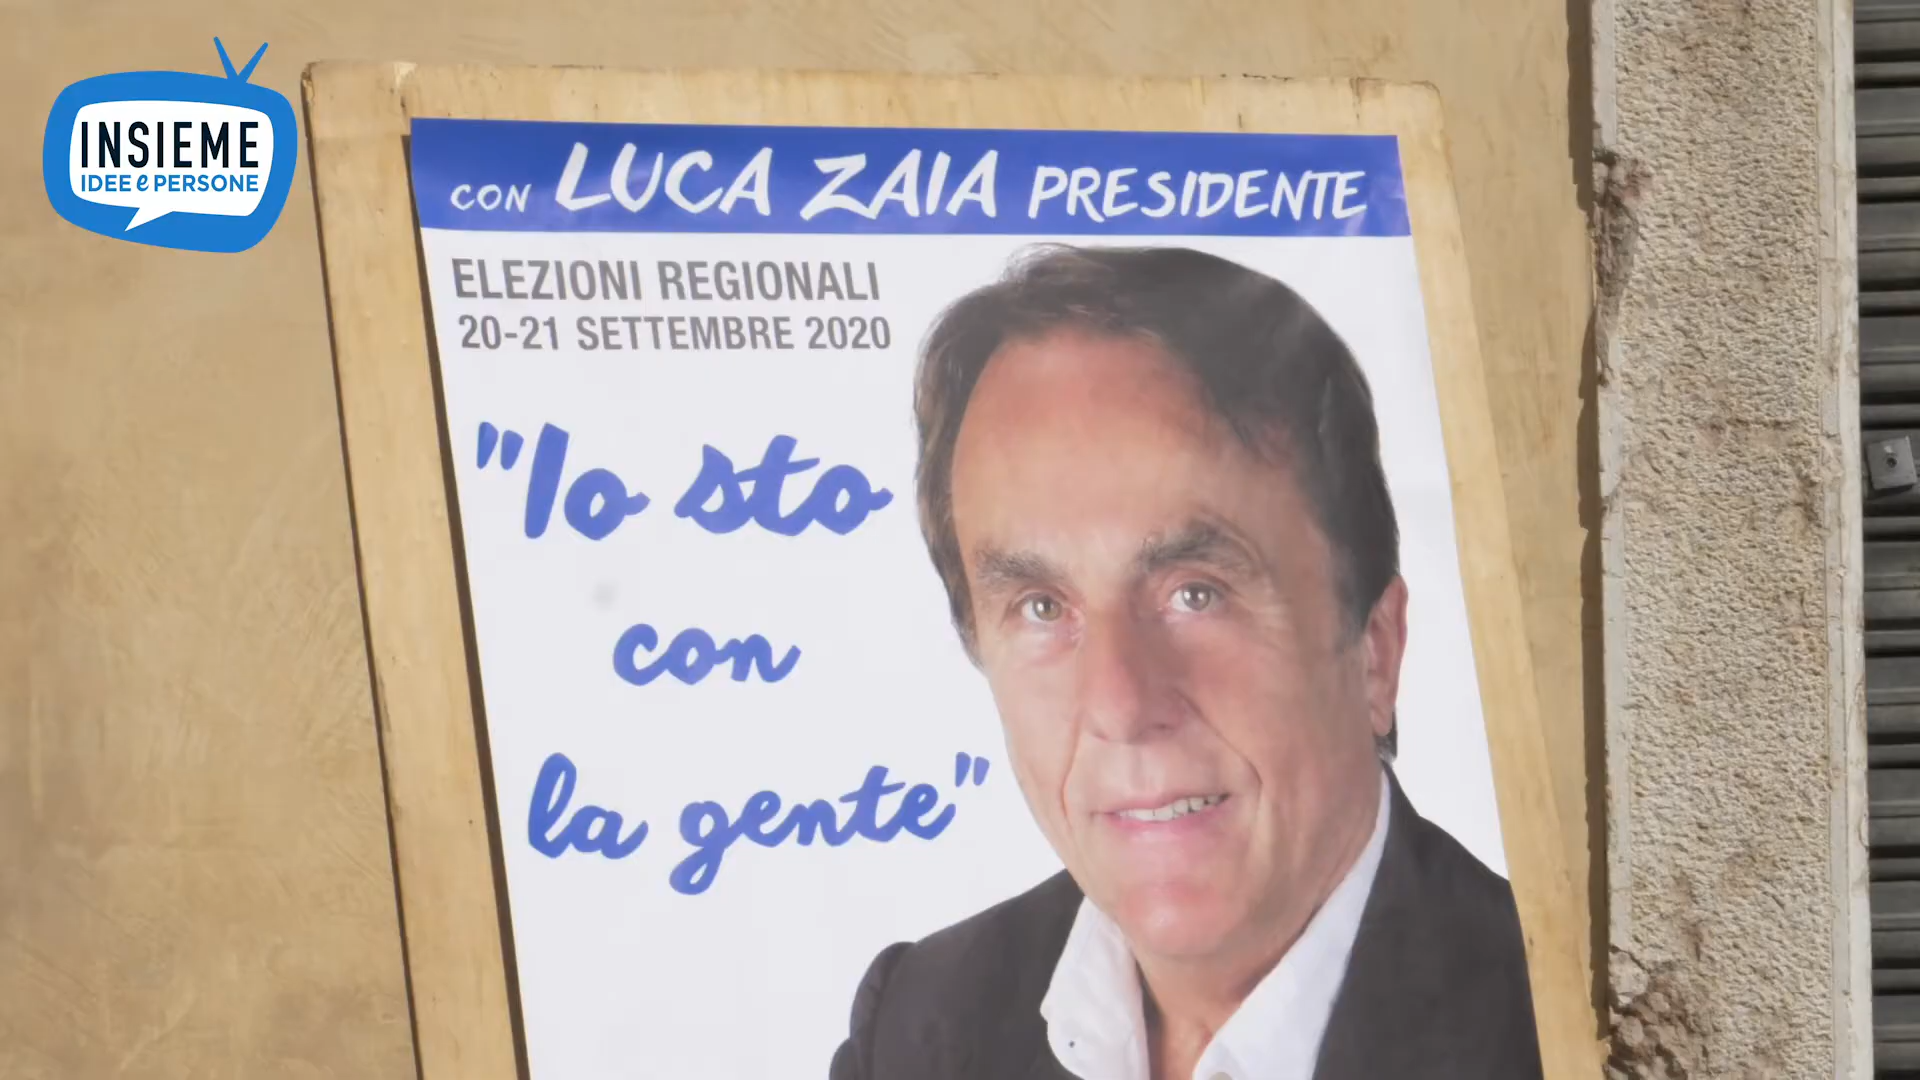 INSIEME
IDEE e PERSONE
CON LUCA ZAIA PRESIDENTE
ELEZIONI REGIONALI
20-21 SETTEMBRE 2020
"Io sto
con
la gente"